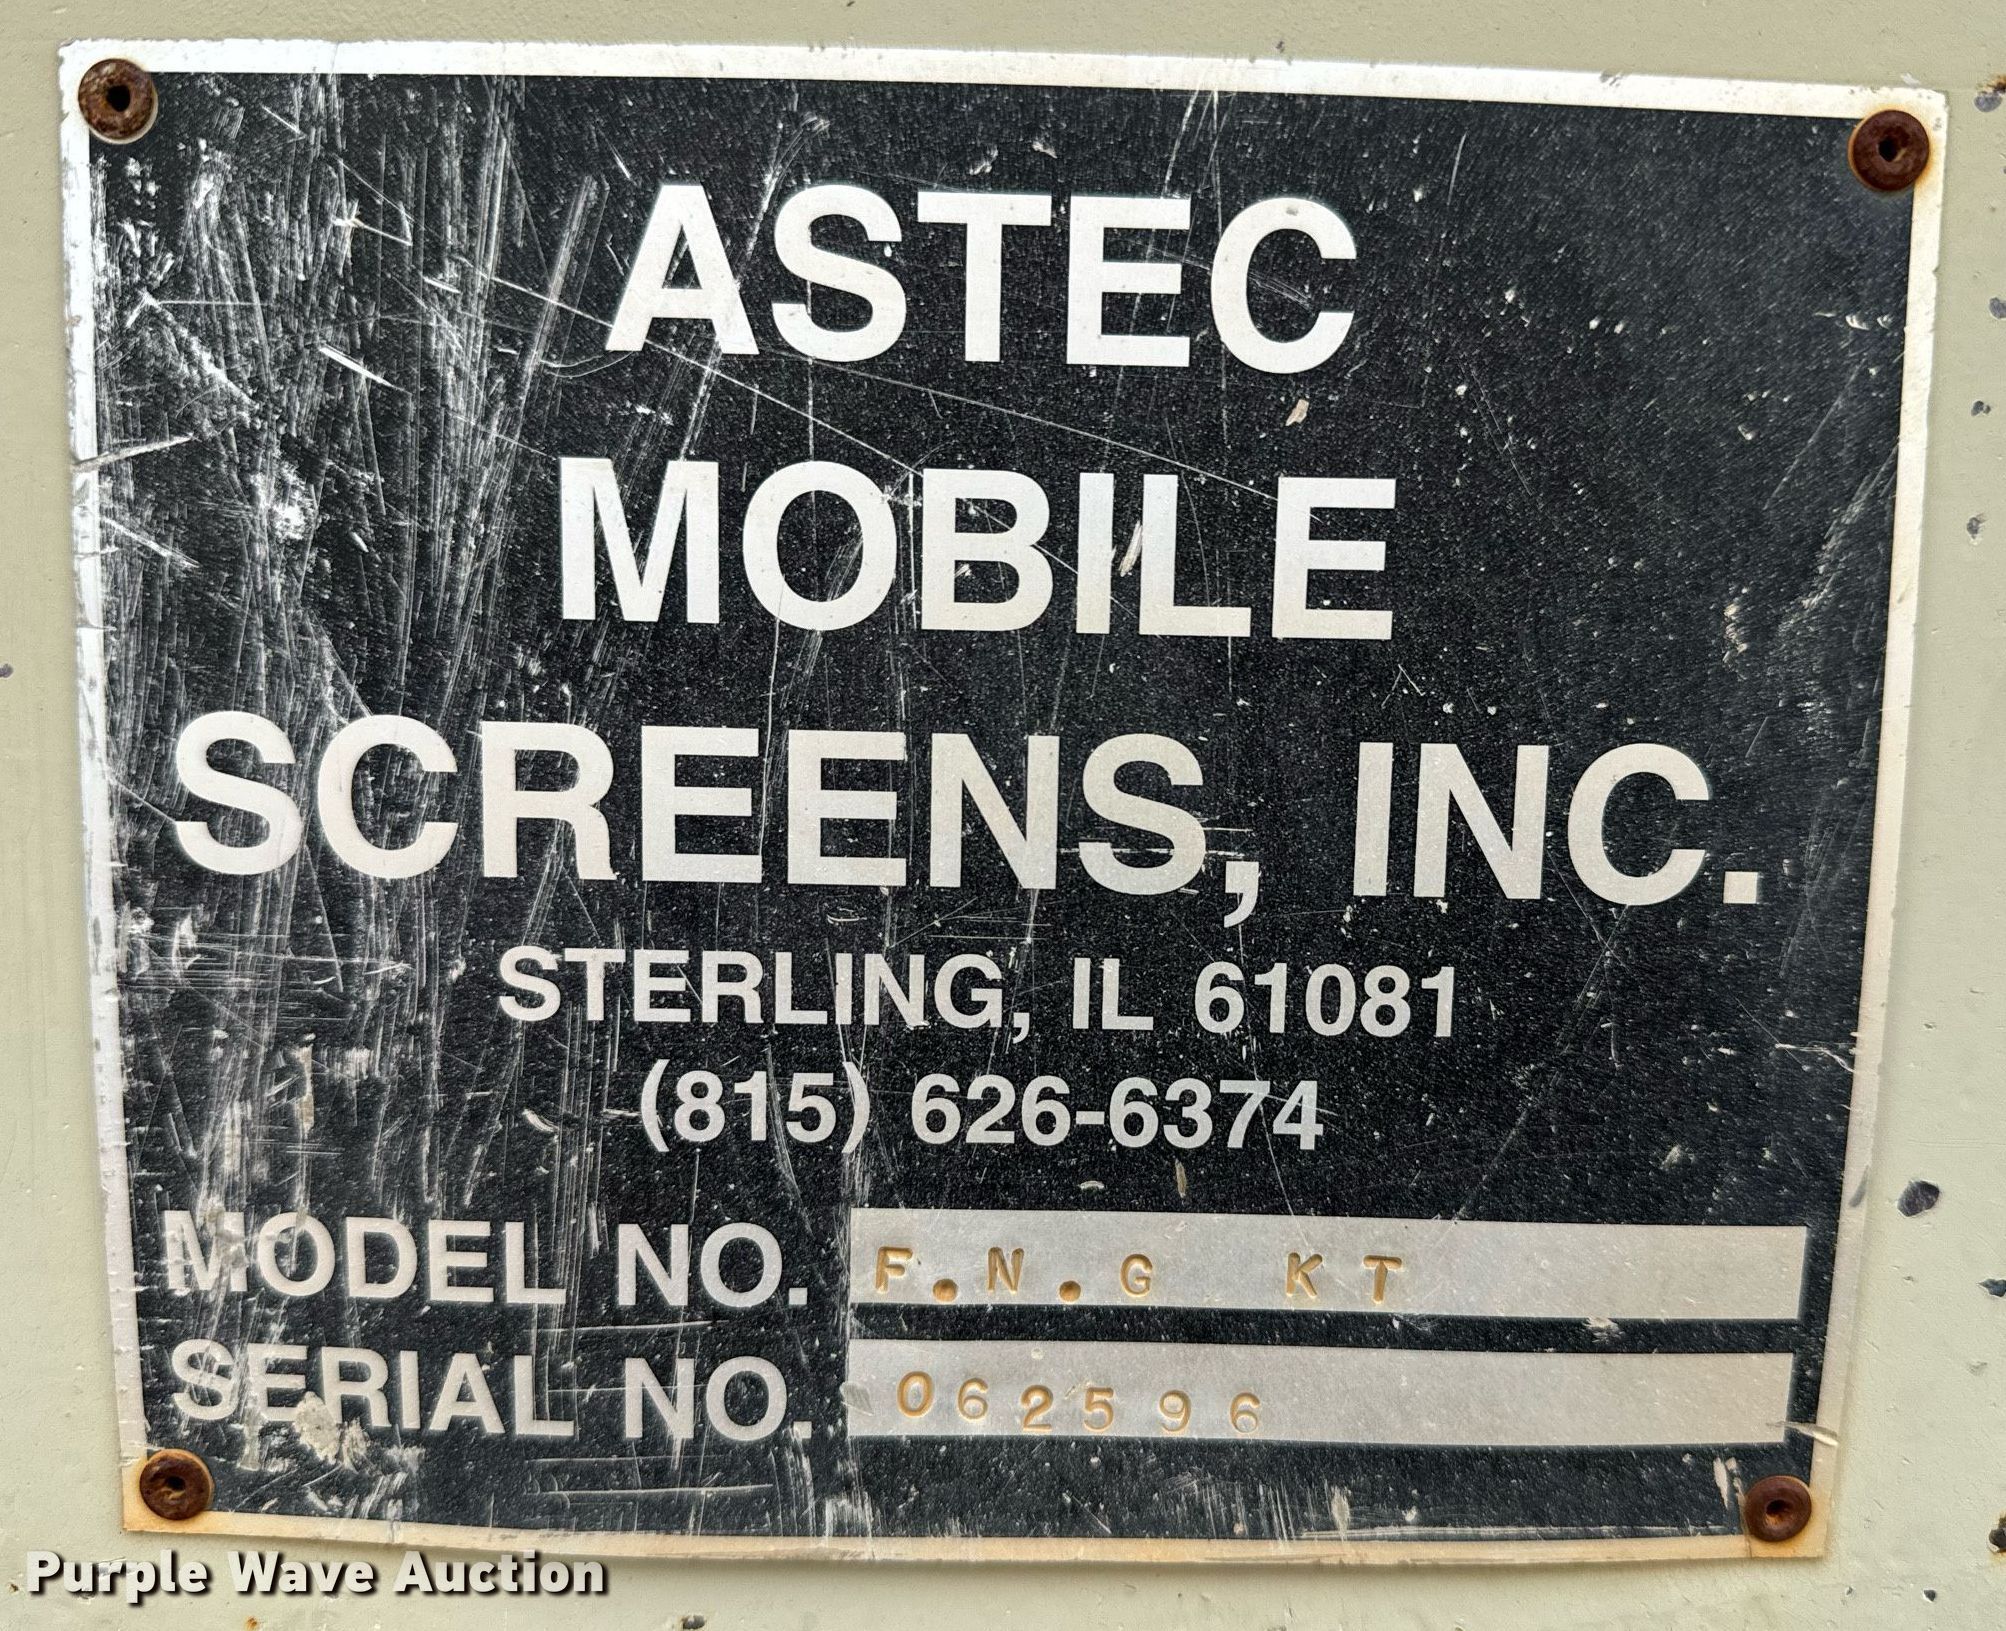 ASTEC
MOBILE
SCREENS, INC.
STERLING, IL 61081
(815) 626-6374
MODEL NO. F.N.G KT
SERIAL NO. 062596
Purple Wave Auction